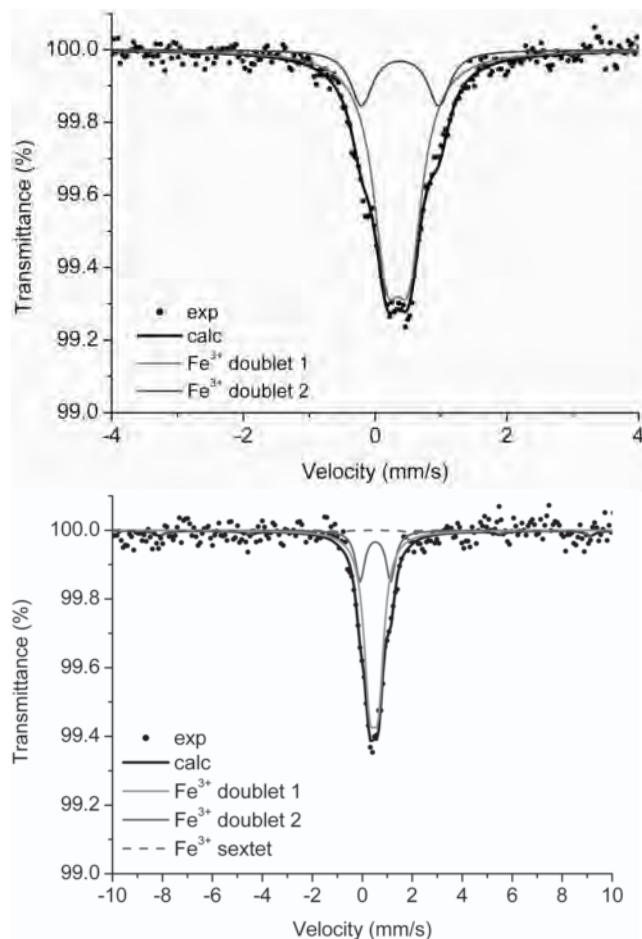 100.0
99.8
99.6
99.4
99.2
99.0
Transmittance (%)
exp
calc
Fe³⁺ doublet 1
Fe³⁺ doublet 2
-4 -2 0 2 4
Velocity (mm/s)
100.0
99.8
99.6
99.4
99.2
99.0
Transmittance (%)
exp
calc
Fe³⁺ doublet 1
Fe³⁺ doublet 2
Fe³⁺ sextet
-10 -8 -6 -4 -2 0 2 4 6 8 10
Velocity (mm/s)